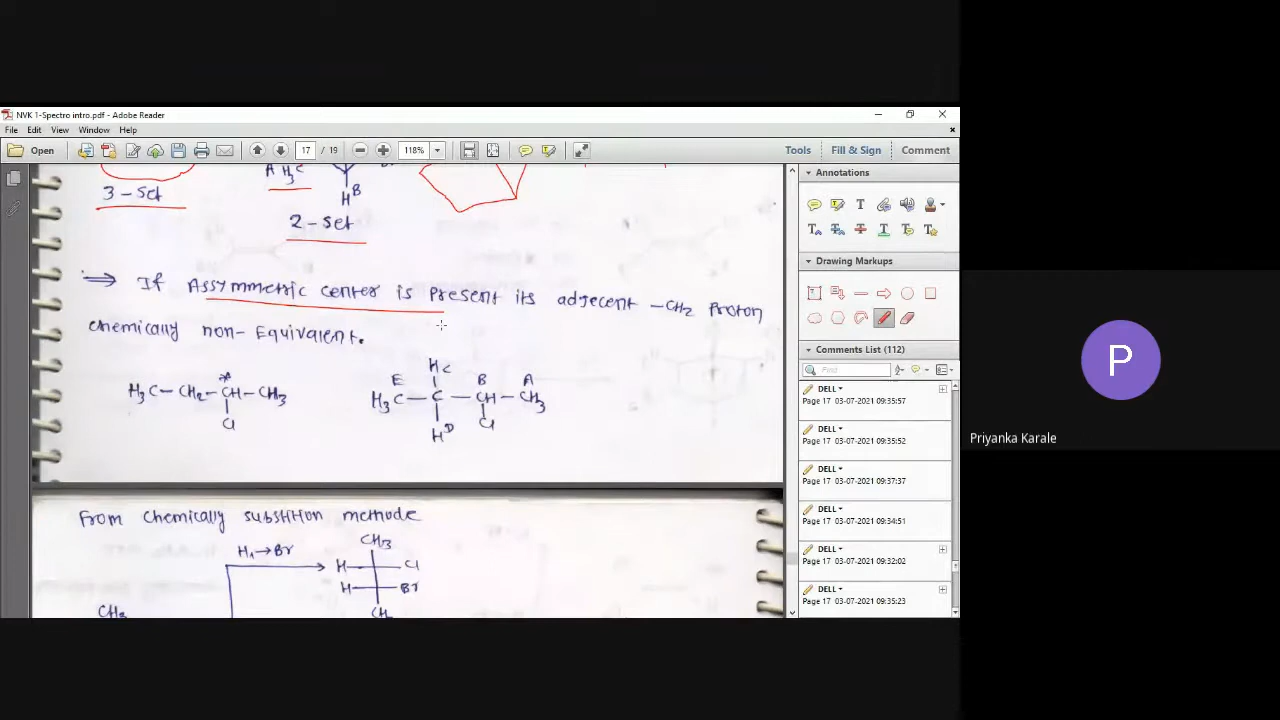 NVK 1-Spectro intro.pdf - Adobe Reader
File Edit View Window Help
Open 17 / 19 118% Tools Fill & Sign Comment
3-Set
A H3C
HB
2-Set
⇒ If Assymmetric center is present its adjecent -CH2 Proton
chemically non-Equivalent.
H3C-CH2-*CH-CH3
Cl
HC
E B A
H3C-C-CH-CH3
HD Cl
From chemically substition methode
H1→Br
CH3
H Cl
H Br
CH3
Annotations
Drawing Markups
Comments List (112)
Find
DELL
Page 17 03-07-2021 09:35:57
DELL
Page 17 03-07-2021 09:35:52
DELL
Page 17 03-07-2021 09:37:37
DELL
Page 17 03-07-2021 09:34:51
DELL
Page 17 03-07-2021 09:32:02
DELL
Page 17 03-07-2021 09:35:23
P
Priyanka Karale